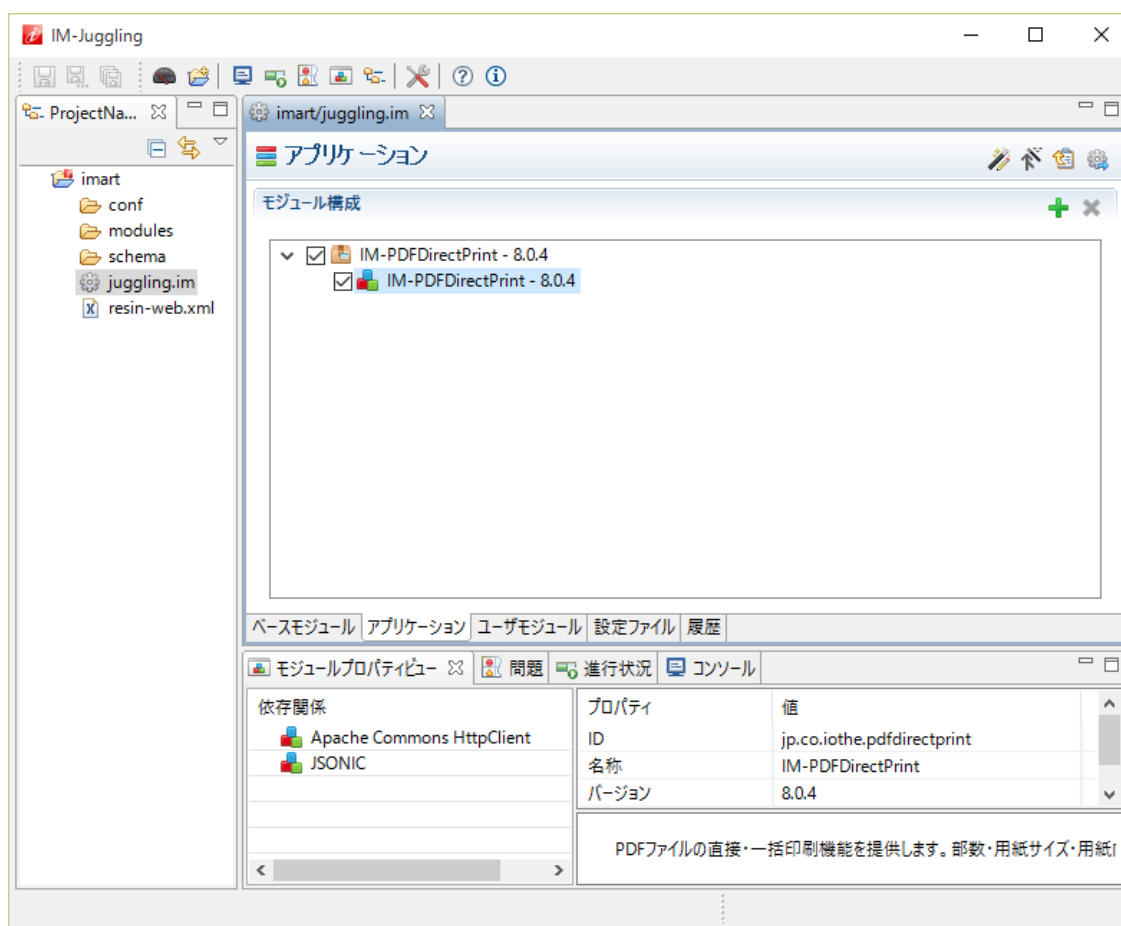 IM-Juggling
ProjectNa...
imart/juggling.im
アプリケーション
imart
conf
modules
schema
juggling.im
resin-web.xml
モジュール構成
IM-PDFDirectPrint - 8.0.4
IM-PDFDirectPrint - 8.0.4
ベースモジュール アプリケーション ユーザモジュール 設定ファイル 履歴
モジュールプロパティビュー 問題 進行状況 コンソール
依存関係
Apache Commons HttpClient
JSONIC
プロパティ 値
ID jp.co.iothe.pdfdirectprint
名称 IM-PDFDirectPrint
バージョン 8.0.4
PDFファイルの直接・一括印刷機能を提供します。部数・用紙サイズ・用紙